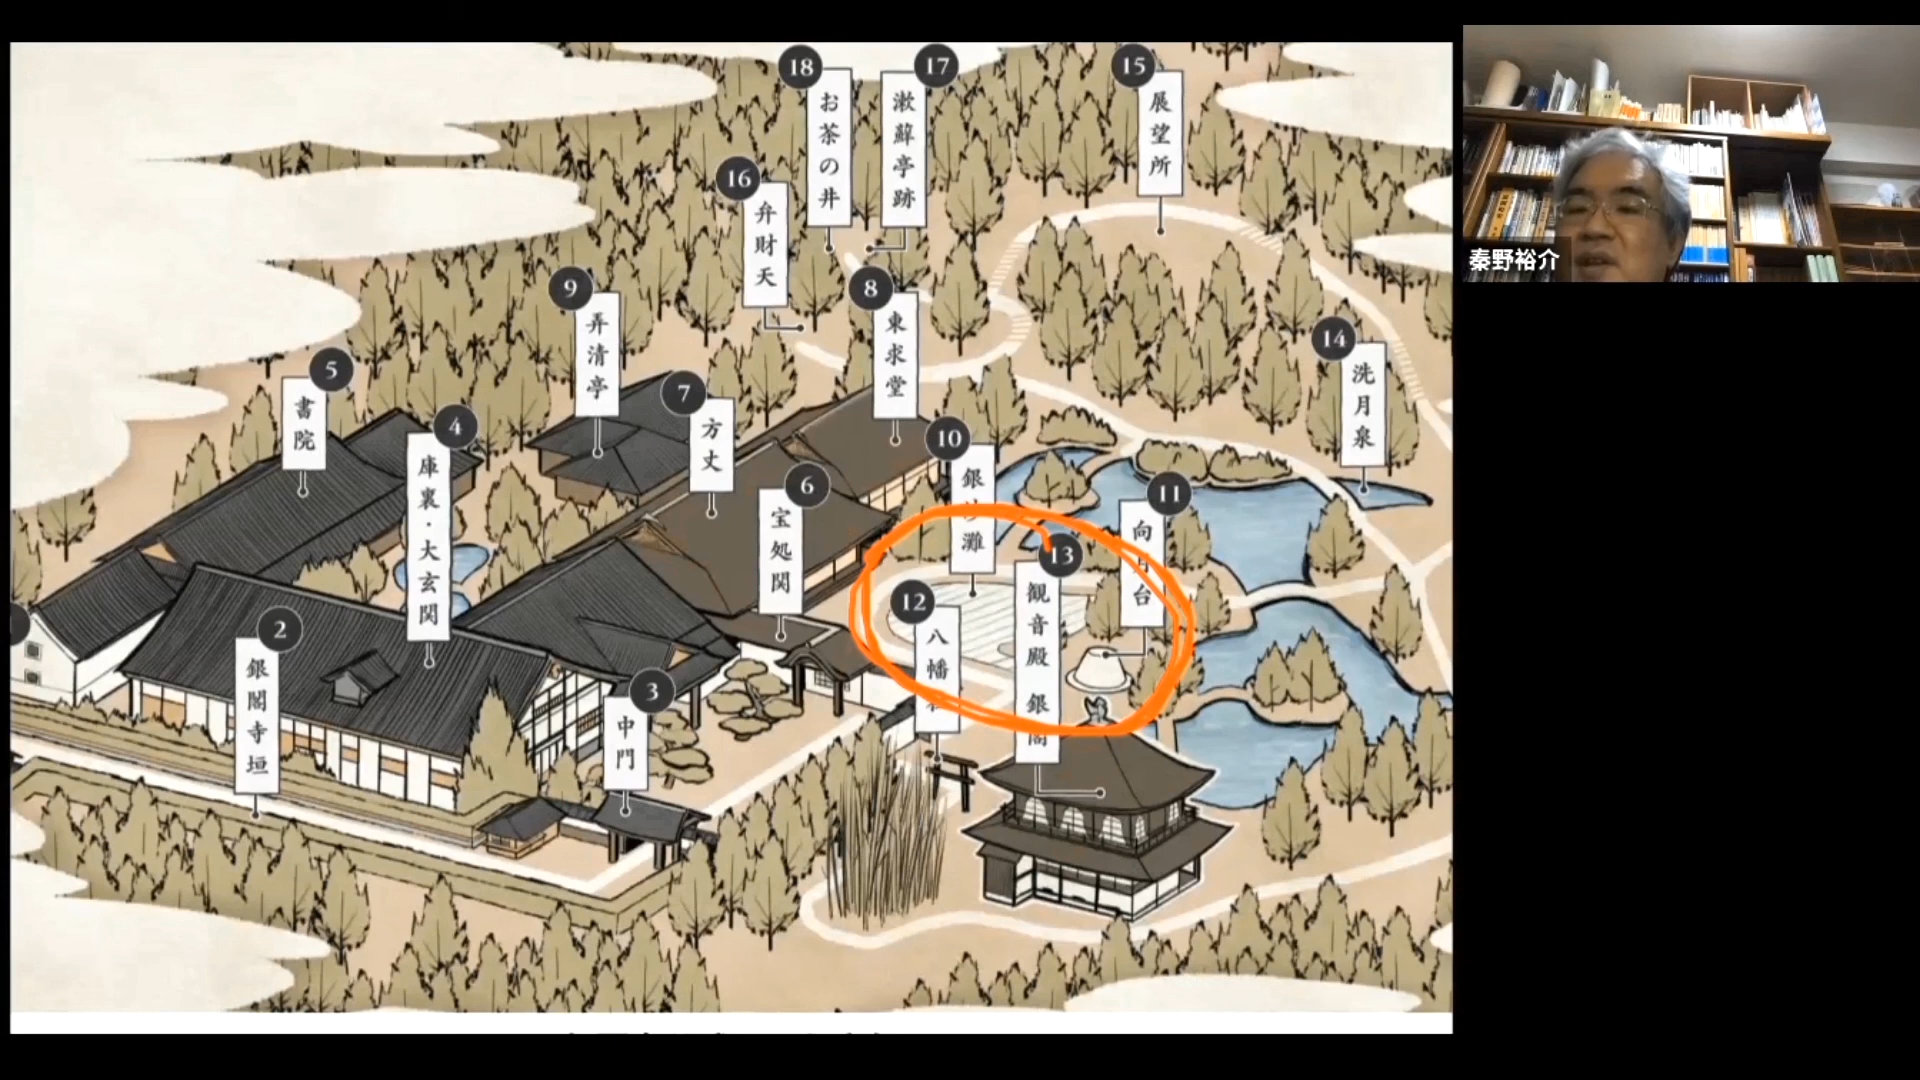 18
お茶の井
17
漱蘚亭跡
15
展望所
16
弁財天
9
弄清亭
8
東求堂
14
洗月泉
5
書院
4
庫裏・大玄関
7
方丈
6
宝処関
10
銀
灘
11
向
台
13
観音殿 銀閣
12
八幡
2
銀閣寺垣
3
中門
秦野裕介